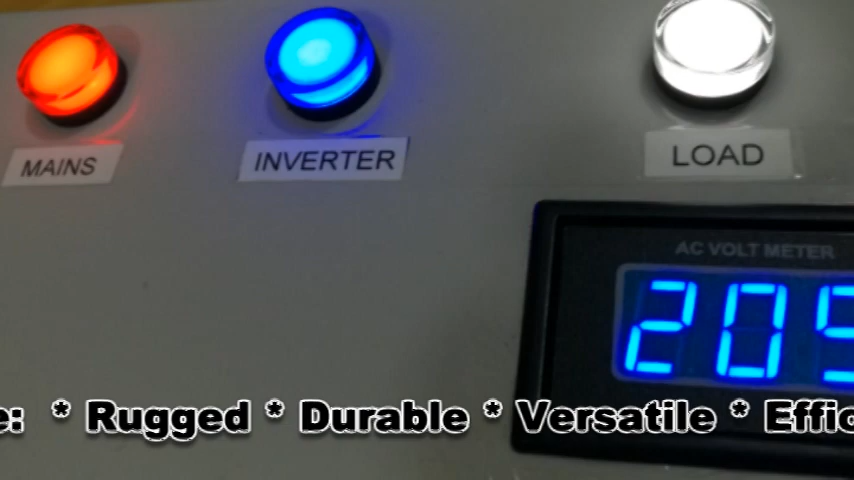 MAINS
INVERTER
LOAD
AC VOLT METER
205
e: * Rugged * Durable * Versatile * Effic